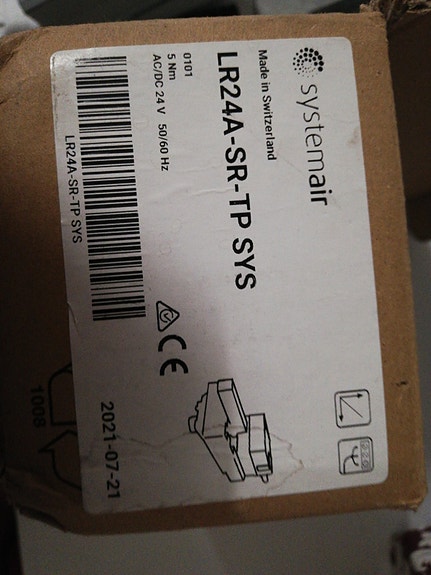 systemair
Made in Switzerland
LR24A-SR-TP SYS
0101
5 Nm
AC/DC 24 V 50/60 Hz
LR24A-SR-TP SYS
2021-07-21
1008